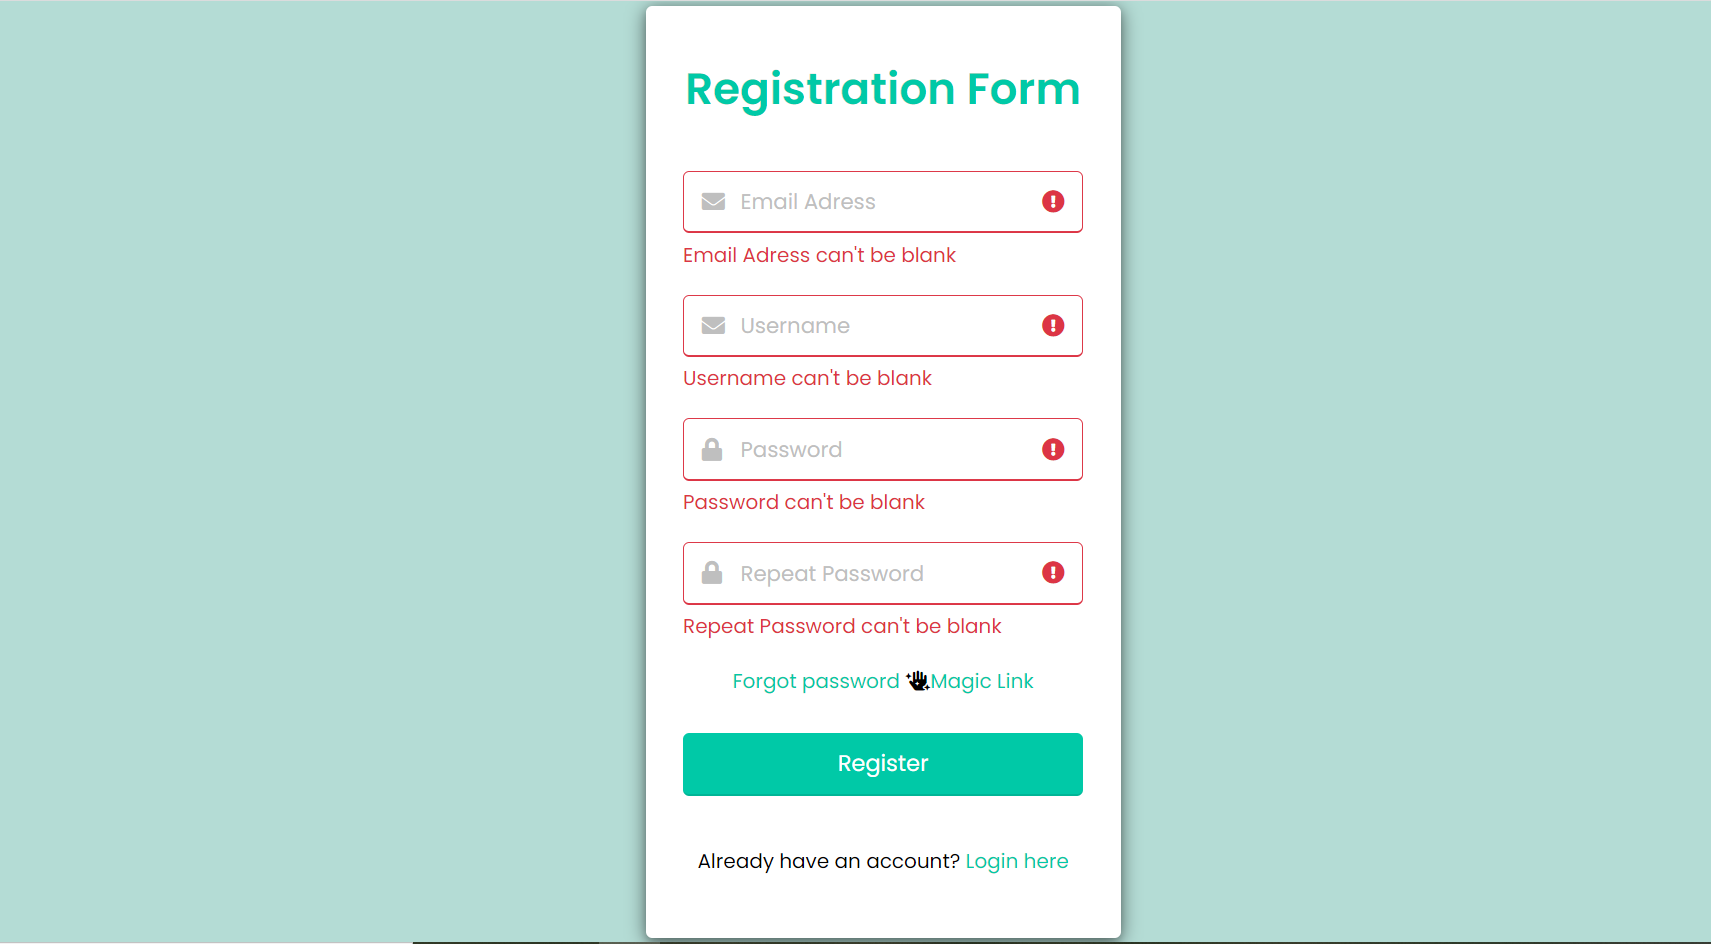 Registration Form
Email Adress
Email Adress can't be blank
Username
Username can't be blank
Password
Password can't be blank
Repeat Password
Repeat Password can't be blank
Forgot password Magic Link
Register
Already have an account? Login here